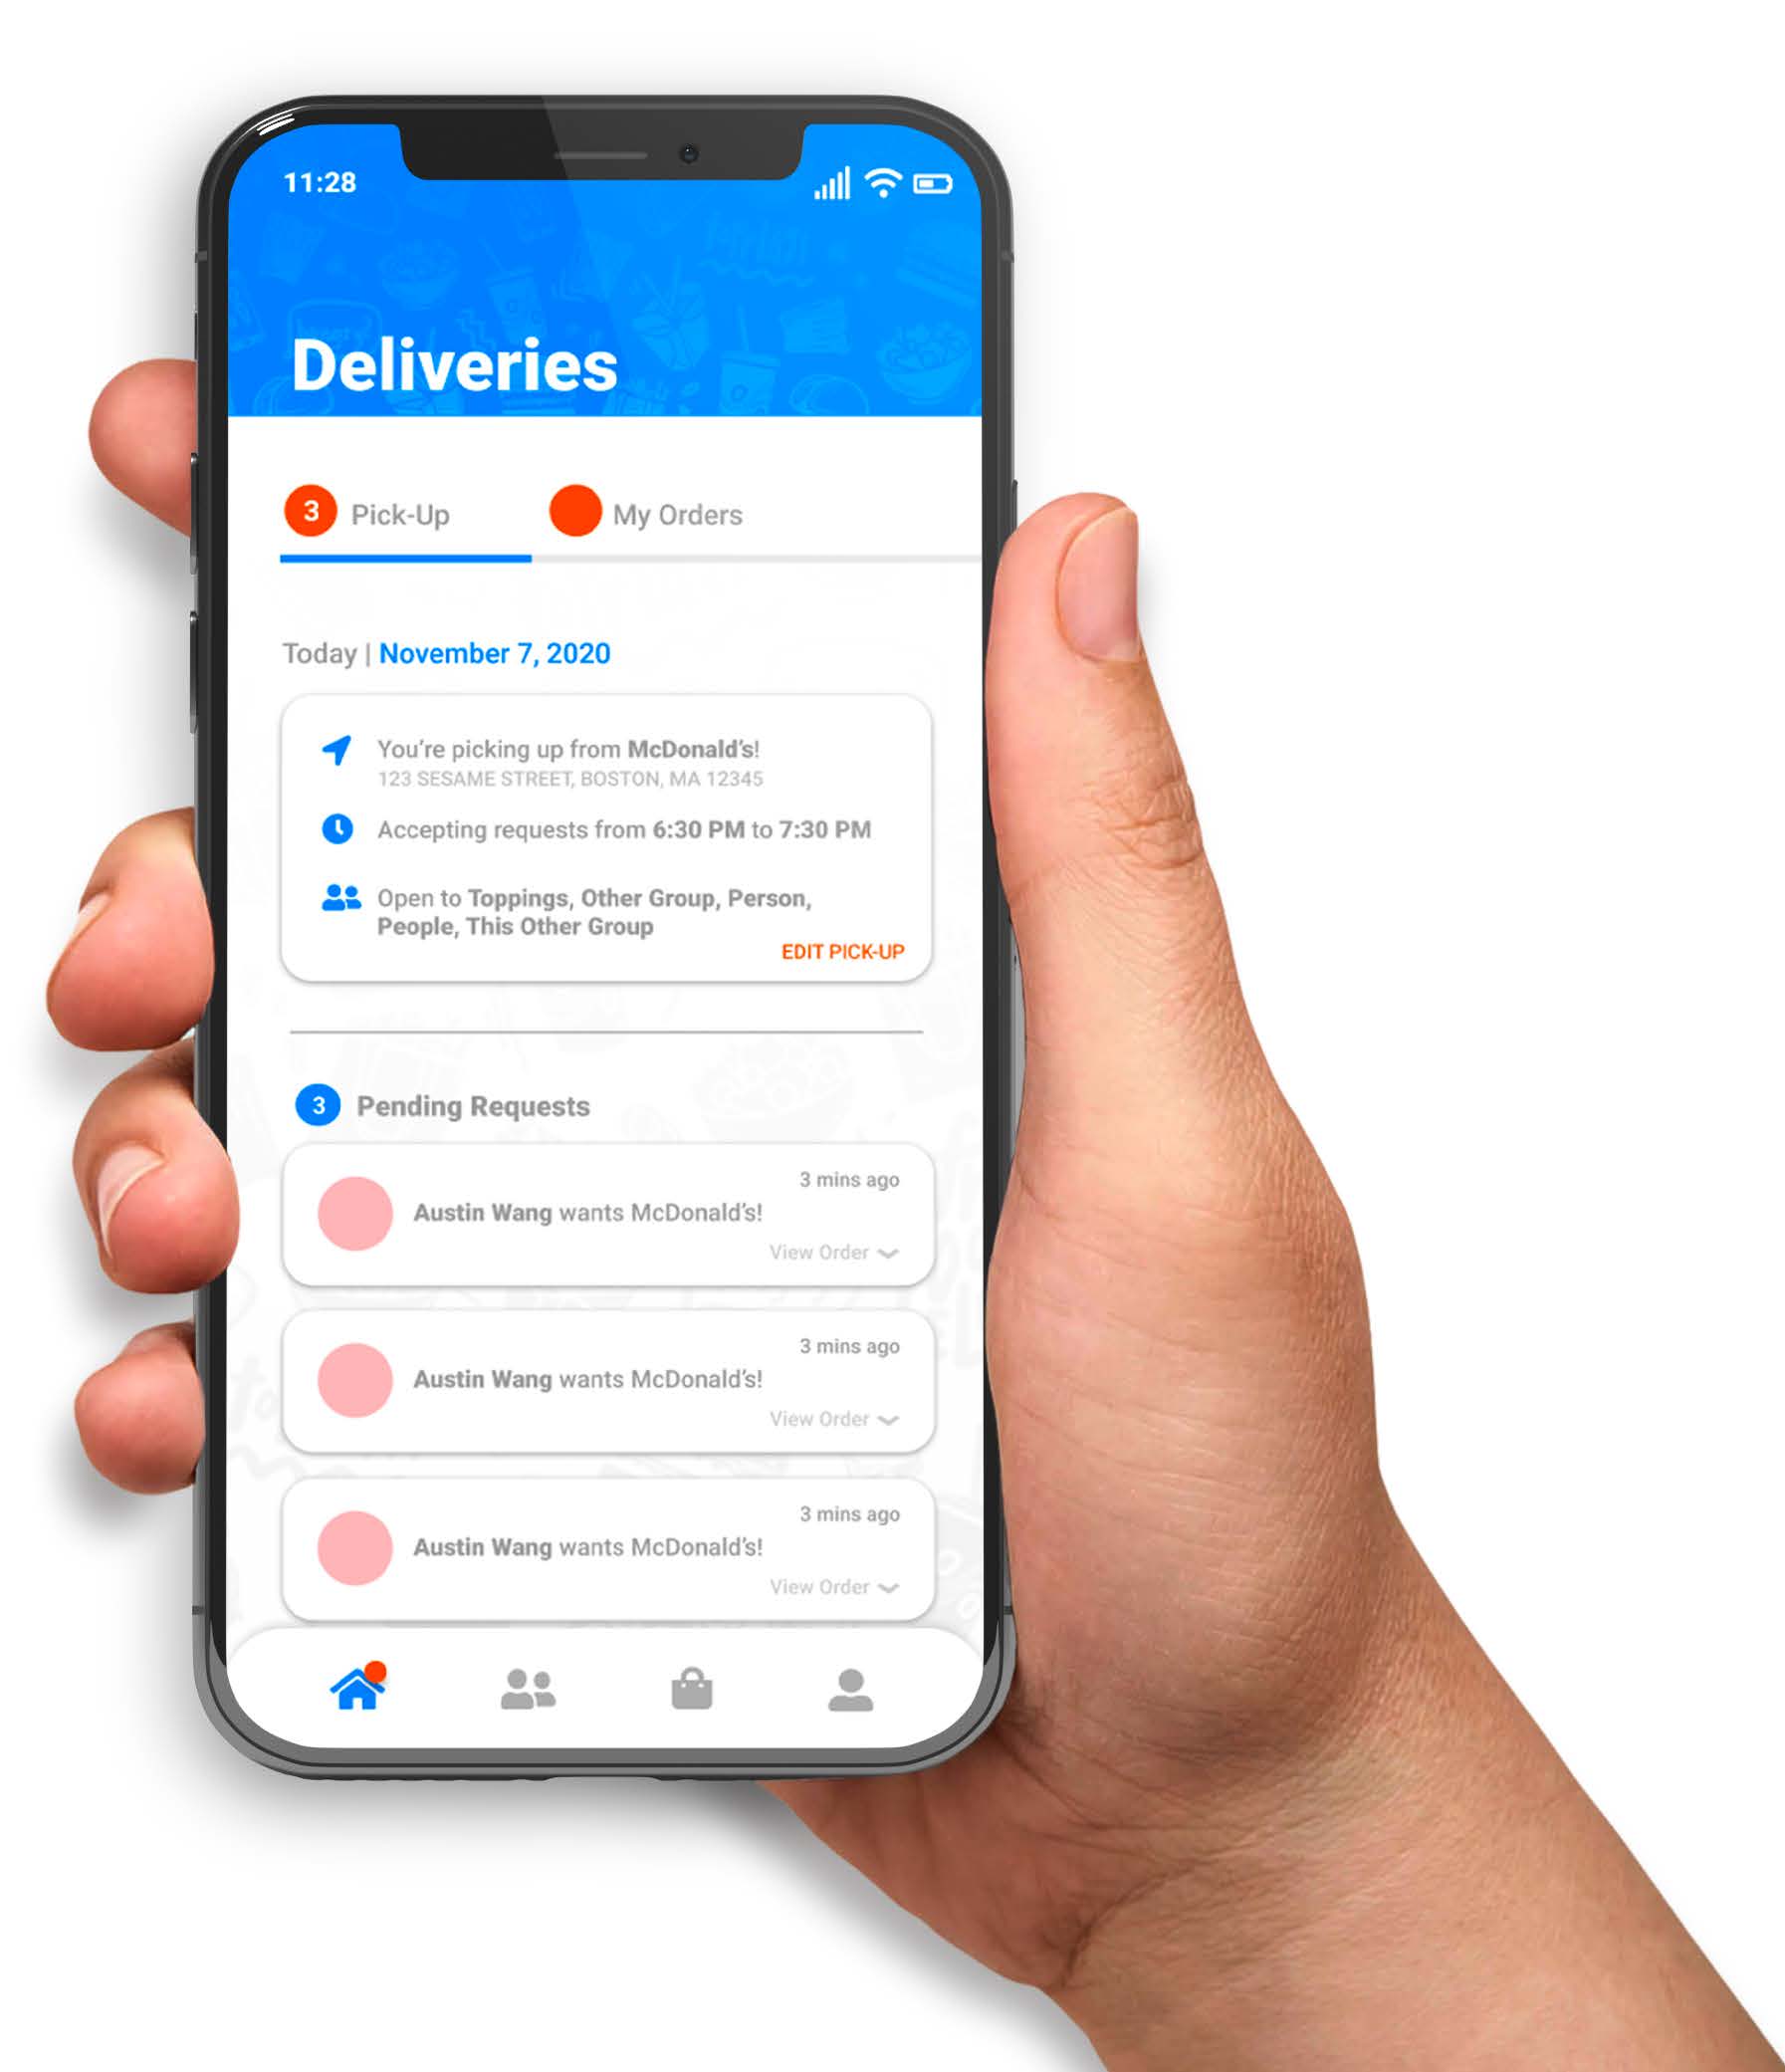 11:28
Deliveries
3 Pick-Up My Orders
Today | November 7, 2020
You're picking up from McDonald's!
123 SESAME STREET, BOSTON, MA 12345
Accepting requests from 6:30 PM to 7:30 PM
Open to Toppings, Other Group, Person,
People, This Other Group
EDIT PICK-UP
3 Pending Requests
3 mins ago
Austin Wang wants McDonald's!
View Order
3 mins ago
Austin Wang wants McDonald's!
View Order
3 mins ago
Austin Wang wants McDonald's!
View Order